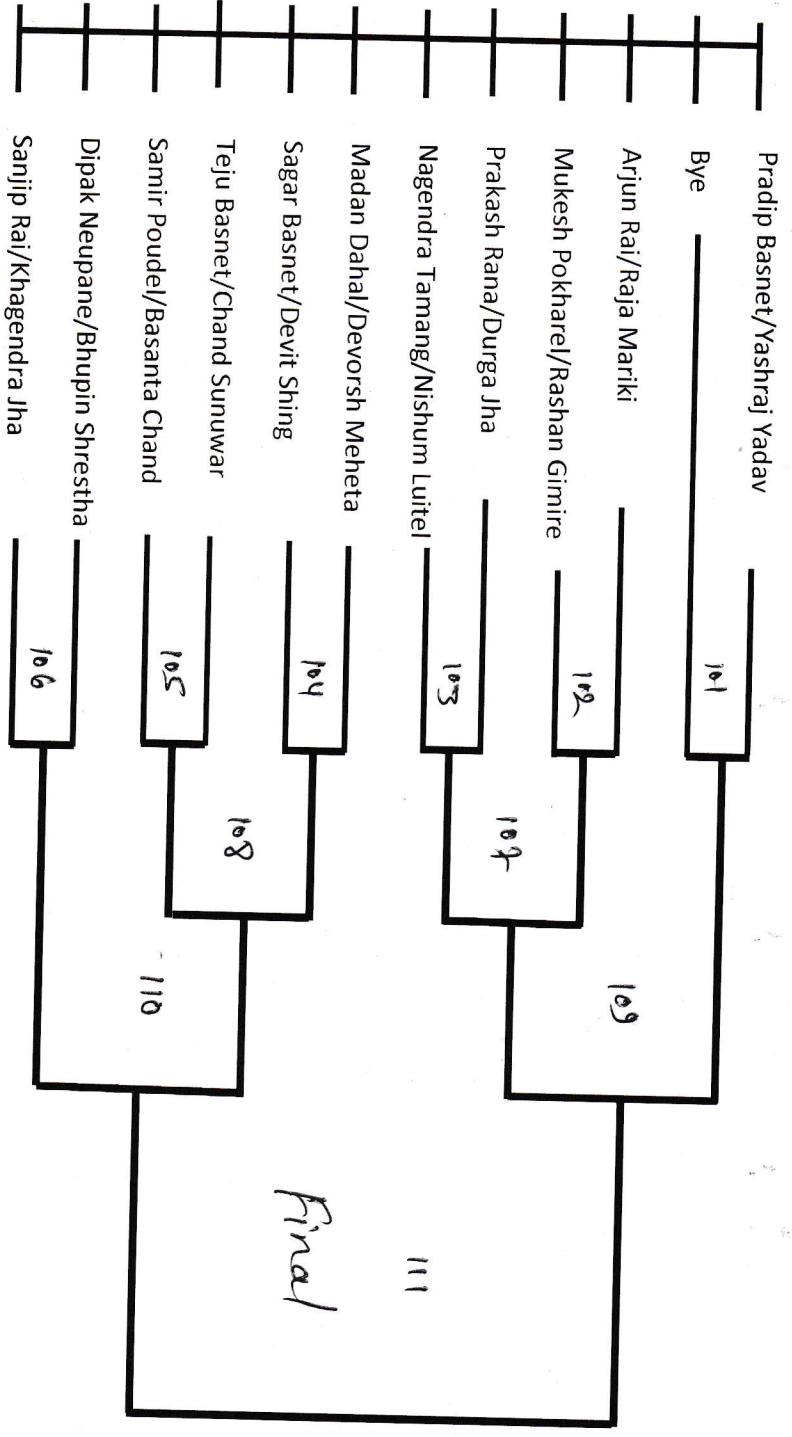 Pradip Basnet/Yashraj Yadav
Bye
Arjun Rai/Raja Mariki
Mukesh Pokharel/Rashan Gimire
Prakash Rana/Durga Jha
Nagendra Tamang/Nishum Luitel
Madan Dahal/Devorsh Meheta
Sagar Basnet/Devit Shing
Teju Basnet/Chand Sunuwar
Samir Poudel/Basanta Chand
Dipak Neupane/Bhupin Shrestha
Sanjip Rai/Khagendra Jha
101
102
103
104
105
106
107
108
109
110
111
Final